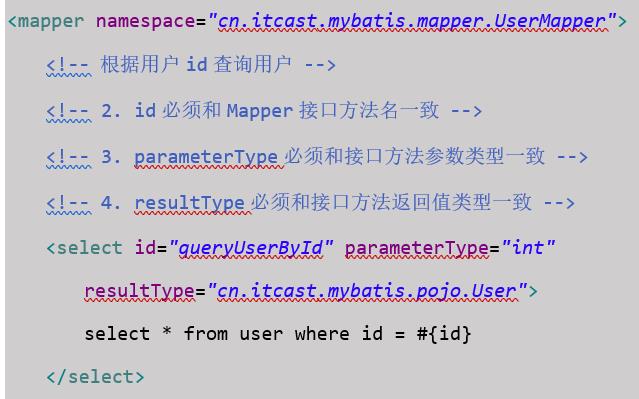 <mapper namespace="cn.itcast.mybatis.mapper.UserMapper">
<!-- 根据用户 id 查询用户 -->
<!-- 2. id 必须和 Mapper 接口方法名一致 -->
<!-- 3. parameterType 必须和接口方法参数类型一致 -->
<!-- 4. resultType 必须和接口方法返回值类型一致 -->
<select id="queryUserById" parameterType="int"
resultType="cn.itcast.mybatis.pojo.User">
select * from user where id = #{id}
</select>